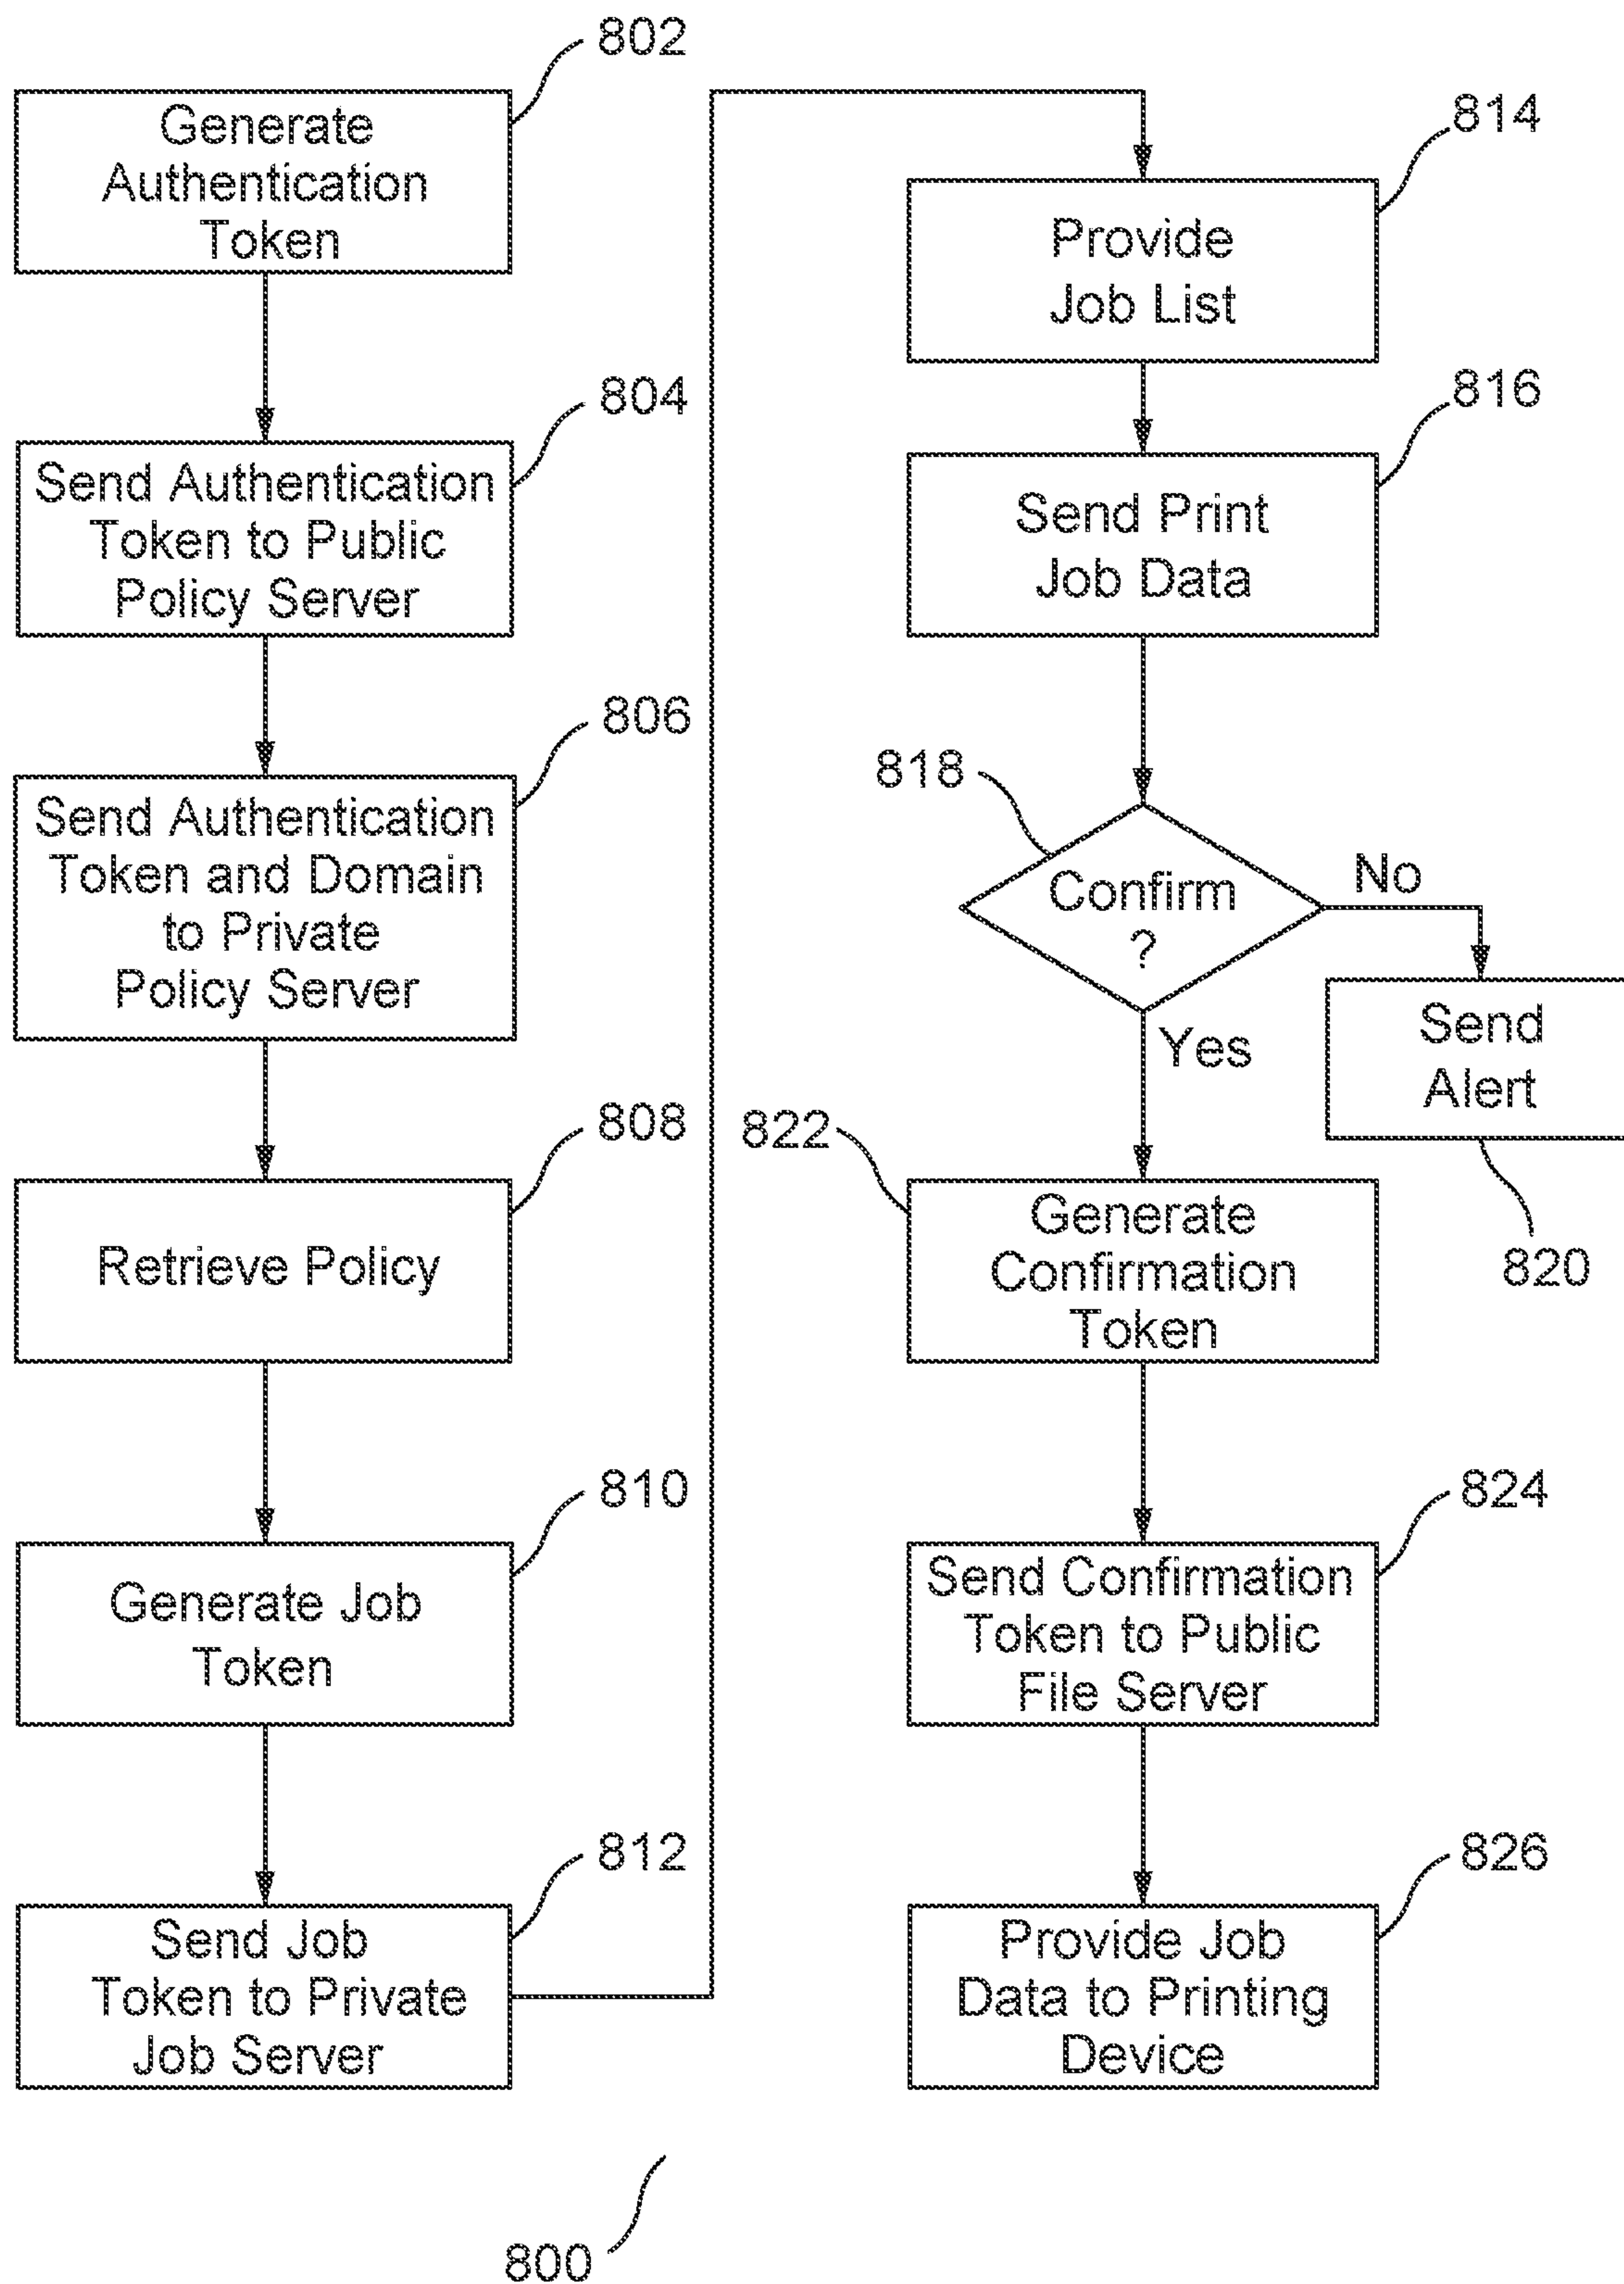 802
Generate
Authentication
Token
804
Send Authentication
Token to Public
Policy Server
806
Send Authentication
Token and Domain
to Private
Policy Server
808
Retrieve Policy
810
Generate Job
Token
812
Send Job
Token to Private
Job Server
814
Provide
Job List
816
Send Print
Job Data
818
Confirm
?
No
Yes
Send
Alert
820
822
Generate
Confirmation
Token
824
Send Confirmation
Token to Public
File Server
826
Provide Job
Data to Printing
Device
800